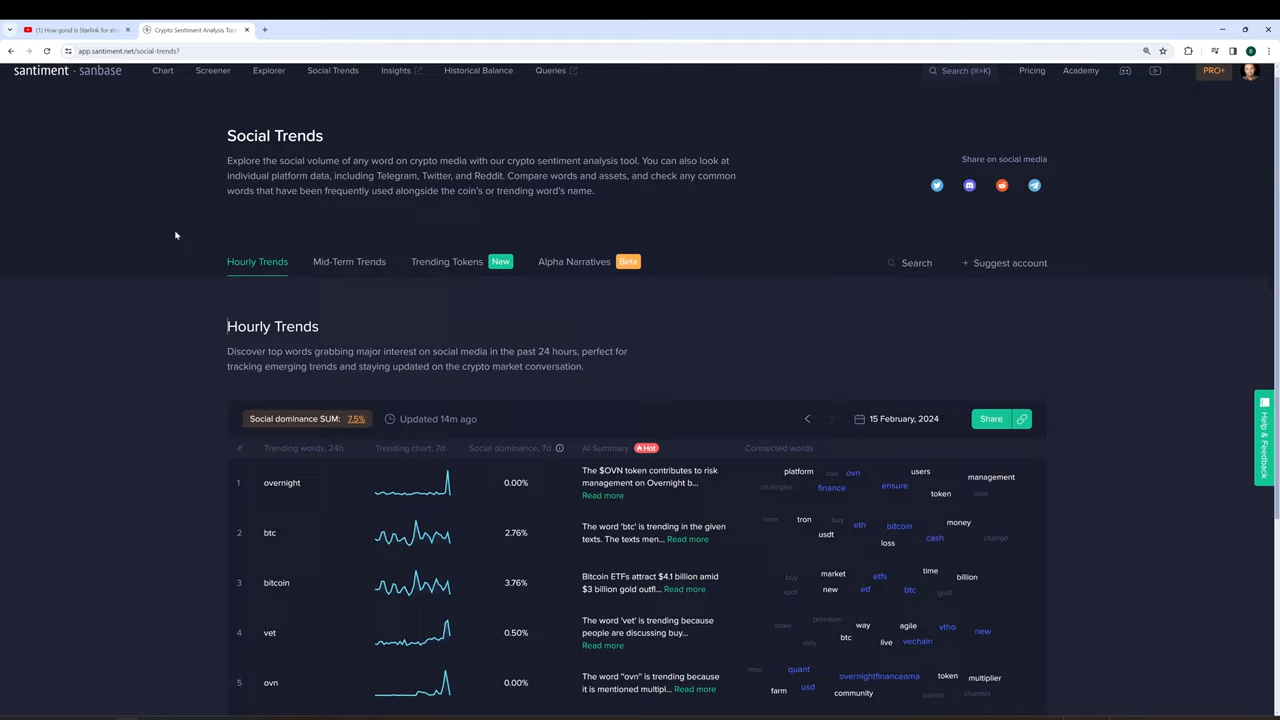 (1) How good is Starlink for sto
Crypto Sentiment Analysis Tool
app.santiment.net/social-trends?
santiment · sanbase
Chart
Screener
Explorer
Social Trends
Insights
Historical Balance
Queries
Search (⌘+K)
Pricing
Academy
PRO+
Social Trends
Explore the social volume of any word on crypto media with our crypto sentiment analysis tool. You can also look at
individual platform data, including Telegram, Twitter, and Reddit. Compare words and assets, and check any common
words that have been frequently used alongside the coin's or trending word's name.
Share on social media
Hourly Trends
Mid-Term Trends
Trending Tokens New
Alpha Narratives Beta
Search
+ Suggest account
Hourly Trends
Discover top words grabbing major interest on social media in the past 24 hours, perfect for
tracking emerging trends and staying updated on the crypto market conversation.
Help & Feedback
Social dominance SUM: 7.5%
Updated 14m ago
15 February, 2024
Share
# Trending words, 24h Trending chart, 7d Social dominance, 7d AI Summary Hot Connected words
1 overnight 0.00%
The $OVN token contributes to risk
management on Overnight b...
Read more
platform ovn users
strategies finance ensure management
token user
2 btc 2.76%
The word 'btc' is trending in the given
texts. The texts men... Read more
time tron buy eth bitcoin money
usdt loss cash change
3 bitcoin 3.76%
Bitcoin ETFs attract $4.1 billion amid
$3 billion gold outfl... Read more
buy market etfs time billion
spot new etf btc gold
4 vet 0.50%
The word 'vet' is trending because
people are discussing buy...
Read more
premier way agile vtho new
rally btc live vechain
5 ovn 0.00%
The word "ovn" is trending because
it is mentioned multipl... Read more
quant overnightfinanceama token multiplier
farm usd community paired channel